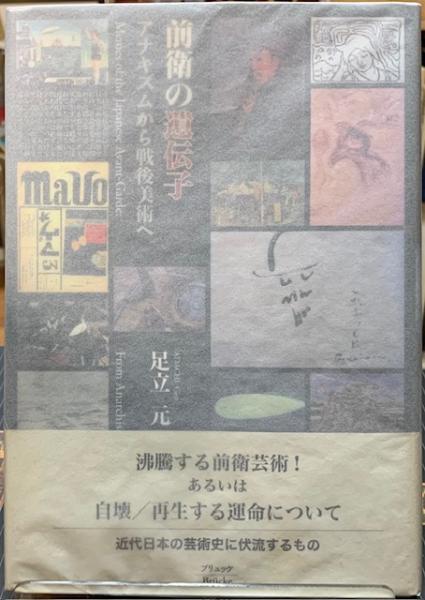 前衛の遺伝子
アナキズムから戦後美術へ
Memes of the Japanese Avant-Garde
From Anarchis
足立 元
ADACHI Gen
mavo
沸騰する前衛芸術!
あるいは
自壊/再生する運命について
近代日本の芸術史に伏流するもの
ブリュッケ
Brücke